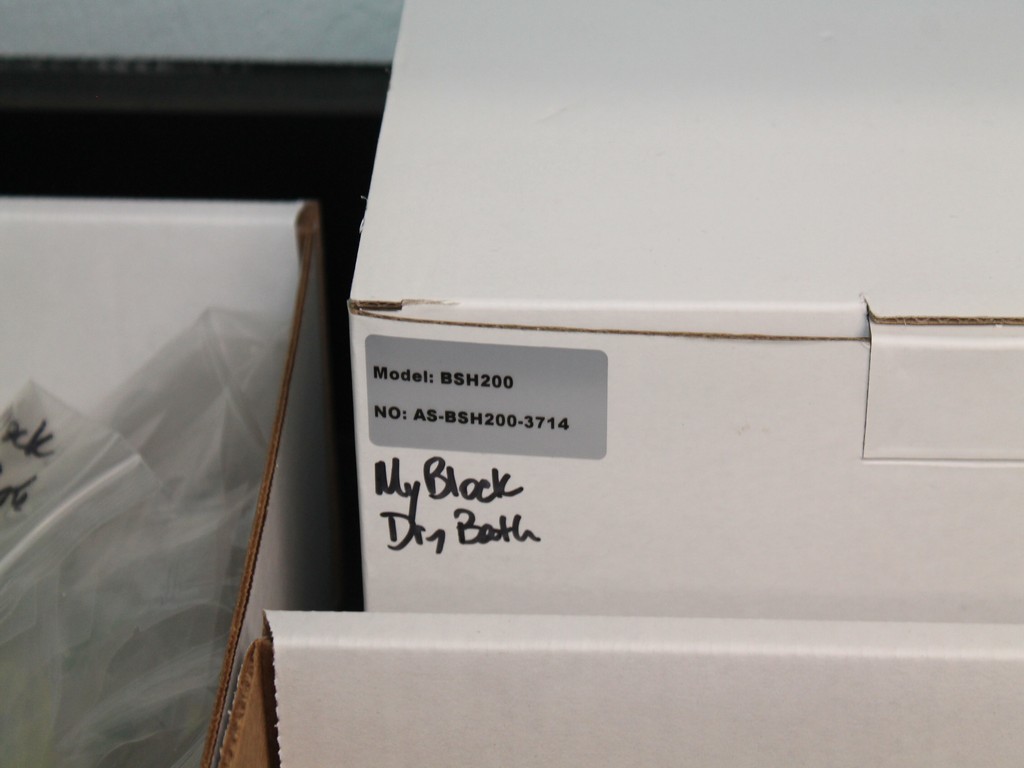 Model: BSH200
NO: AS-BSH200-3714
My Block
Dry Bath